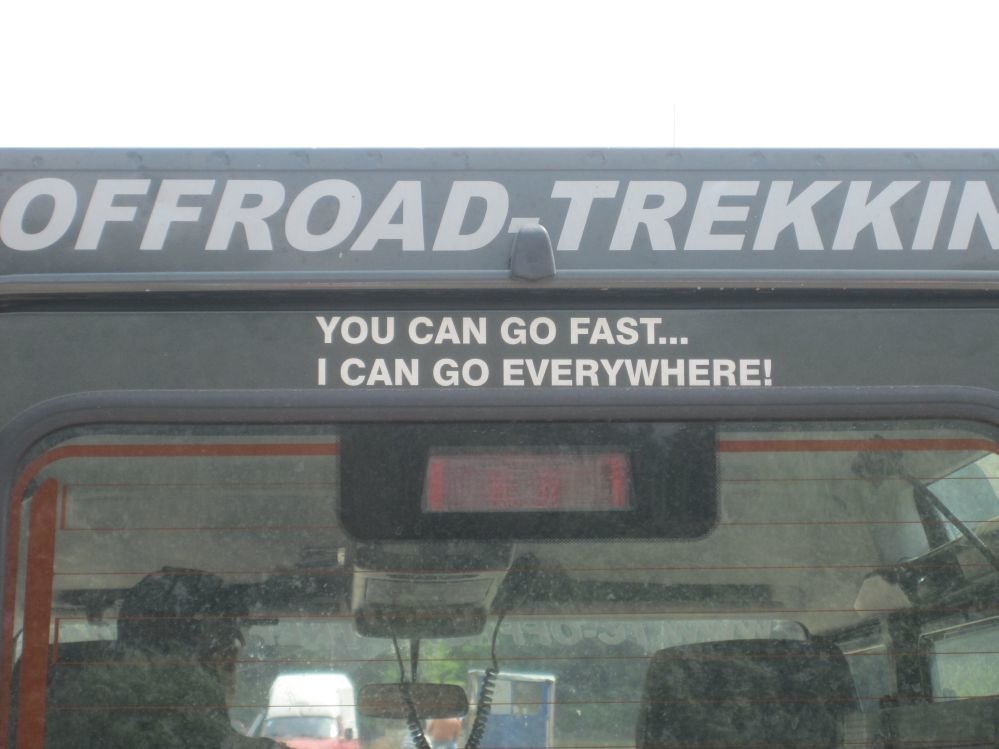 OFFROAD-TREKKIN
YOU CAN GO FAST...
I CAN GO EVERYWHERE!